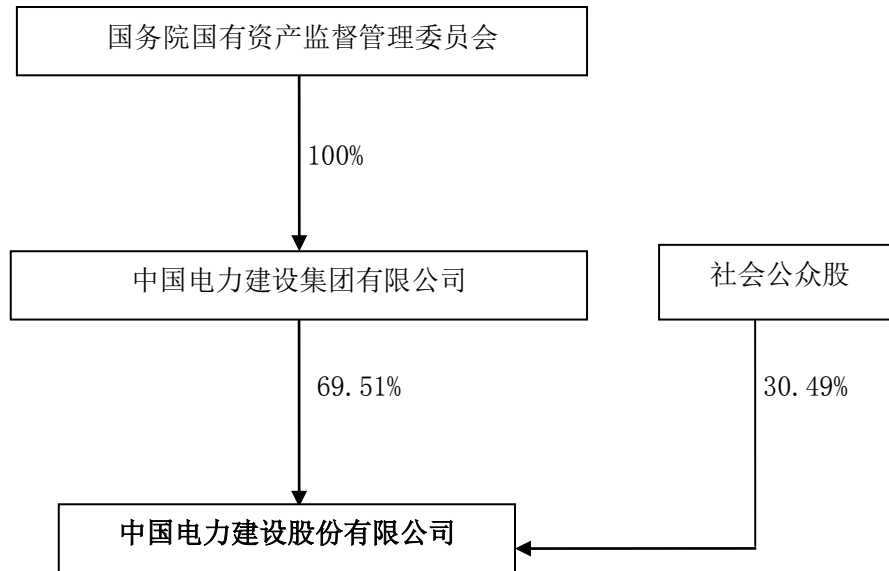 国务院国有资产监督管理委员会
100%
中国电力建设集团有限公司
社会公众股
69.51%
30.49%
中国电力建设股份有限公司